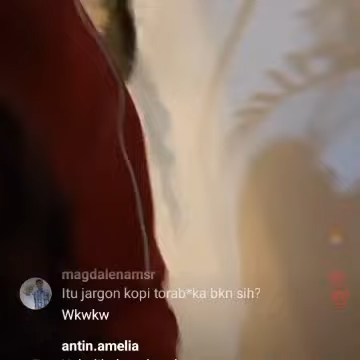 magdalenamsr
Itu jargon kopi torab*ka bkn sih?
Wkwkw
antin.amelia